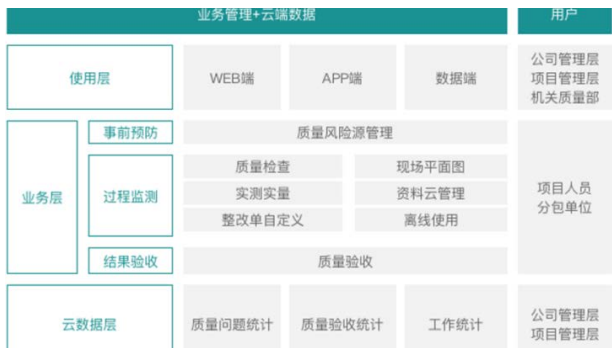 业务管理+云端数据
用户
使用层
WEB端
APP端
数据端
公司管理层
项目管理层
机关质量部
业务层
事前预防
质量风险源管理
过程监测
质量检查
现场平面图
实测实量
资料云管理
整改单自定义
离线使用
结果验收
质量验收
项目人员
分包单位
云数据层
质量问题统计
质量验收统计
工作统计
公司管理层
项目管理层